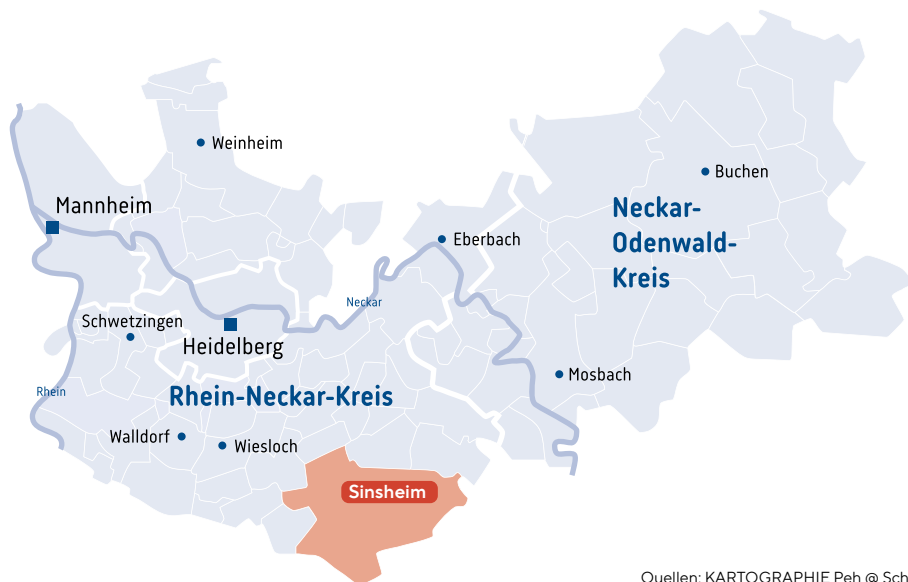 Weinheim
Buchen
Mannheim
Neckar-
Odenwald-
Kreis
Eberbach
Neckar
Schwetzingen
Heidelberg
Mosbach
Rhein
Rhein-Neckar-Kreis
Walldorf
Wiesloch
Sinsheim
Quellen: KARTOGRAPHIE Peh @ Sch